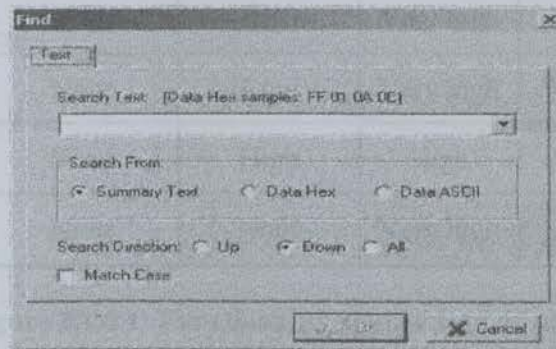 Find
Text
Search Text: [Data Hex samples: FF 01 0A 0E]
Search From:
Summary Text Data Hex Data ASCII
Search Direction: Up Down All
Match Case
Cancel